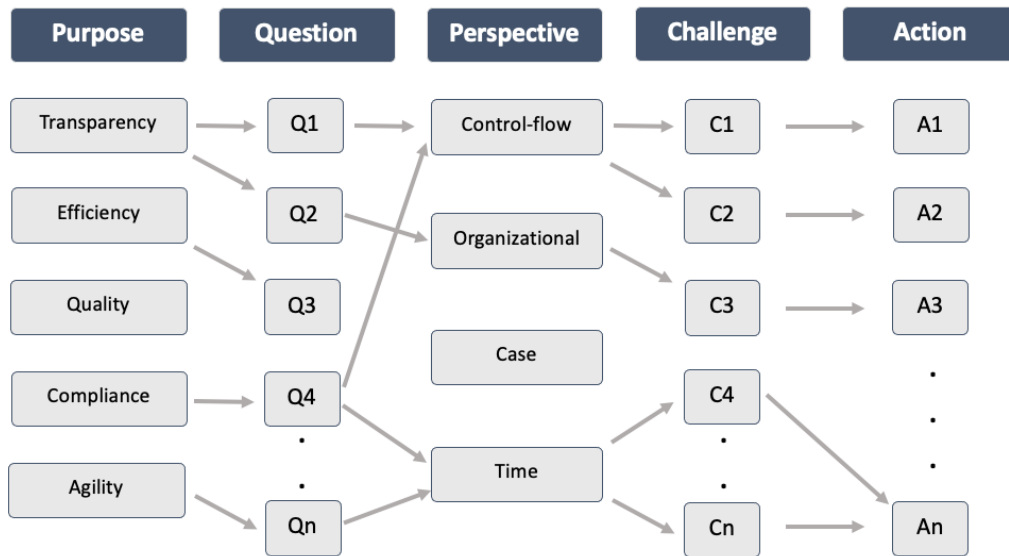 Purpose
Question
Perspective
Challenge
Action
Transparency
Q1
Control-flow
C1
A1
Efficiency
Q2
Organizational
C2
A2
Quality
Q3
Case
C3
A3
Compliance
Q4
Time
C4
Agility
Qn
Cn
An